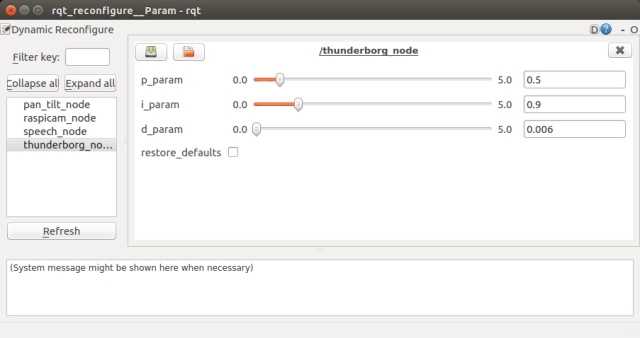 rqt_reconfigure__Param - rqt
Dynamic Reconfigure
D? - O
Filter key:
Collapse all Expand all
pan_tilt_node
raspicam_node
speech_node
thunderborg_no...
Refresh
/thunderborg_node
p_param 0.0 5.0 0.5
i_param 0.0 5.0 0.9
d_param 0.0 5.0 0.006
restore_defaults
(System message might be shown here when necessary)